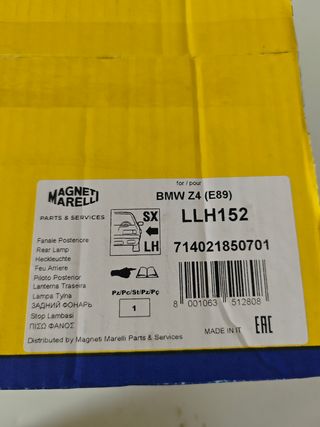 for / pour
BMW Z4 (E89)
MAGNETI
MARELLI
PARTS & SERVICES
SX
LH
LLH152
714021850701
Fanale Posteriore
Rear Lamp
Heckleuchte
Feu Arriere
Piloto Posterior
Lanterna Traseira
Lampa Tylna
ЗАДНИЙ ФОНАРЬ
Stop Lambasi
ΠΙΣΩ ΦΑΝΟΣ
Pz/Pc/St/Pz/Pç
1
8 001063 512808
MADE IN IT
EAC
Distributed by Magneti Marelli Parts & Services